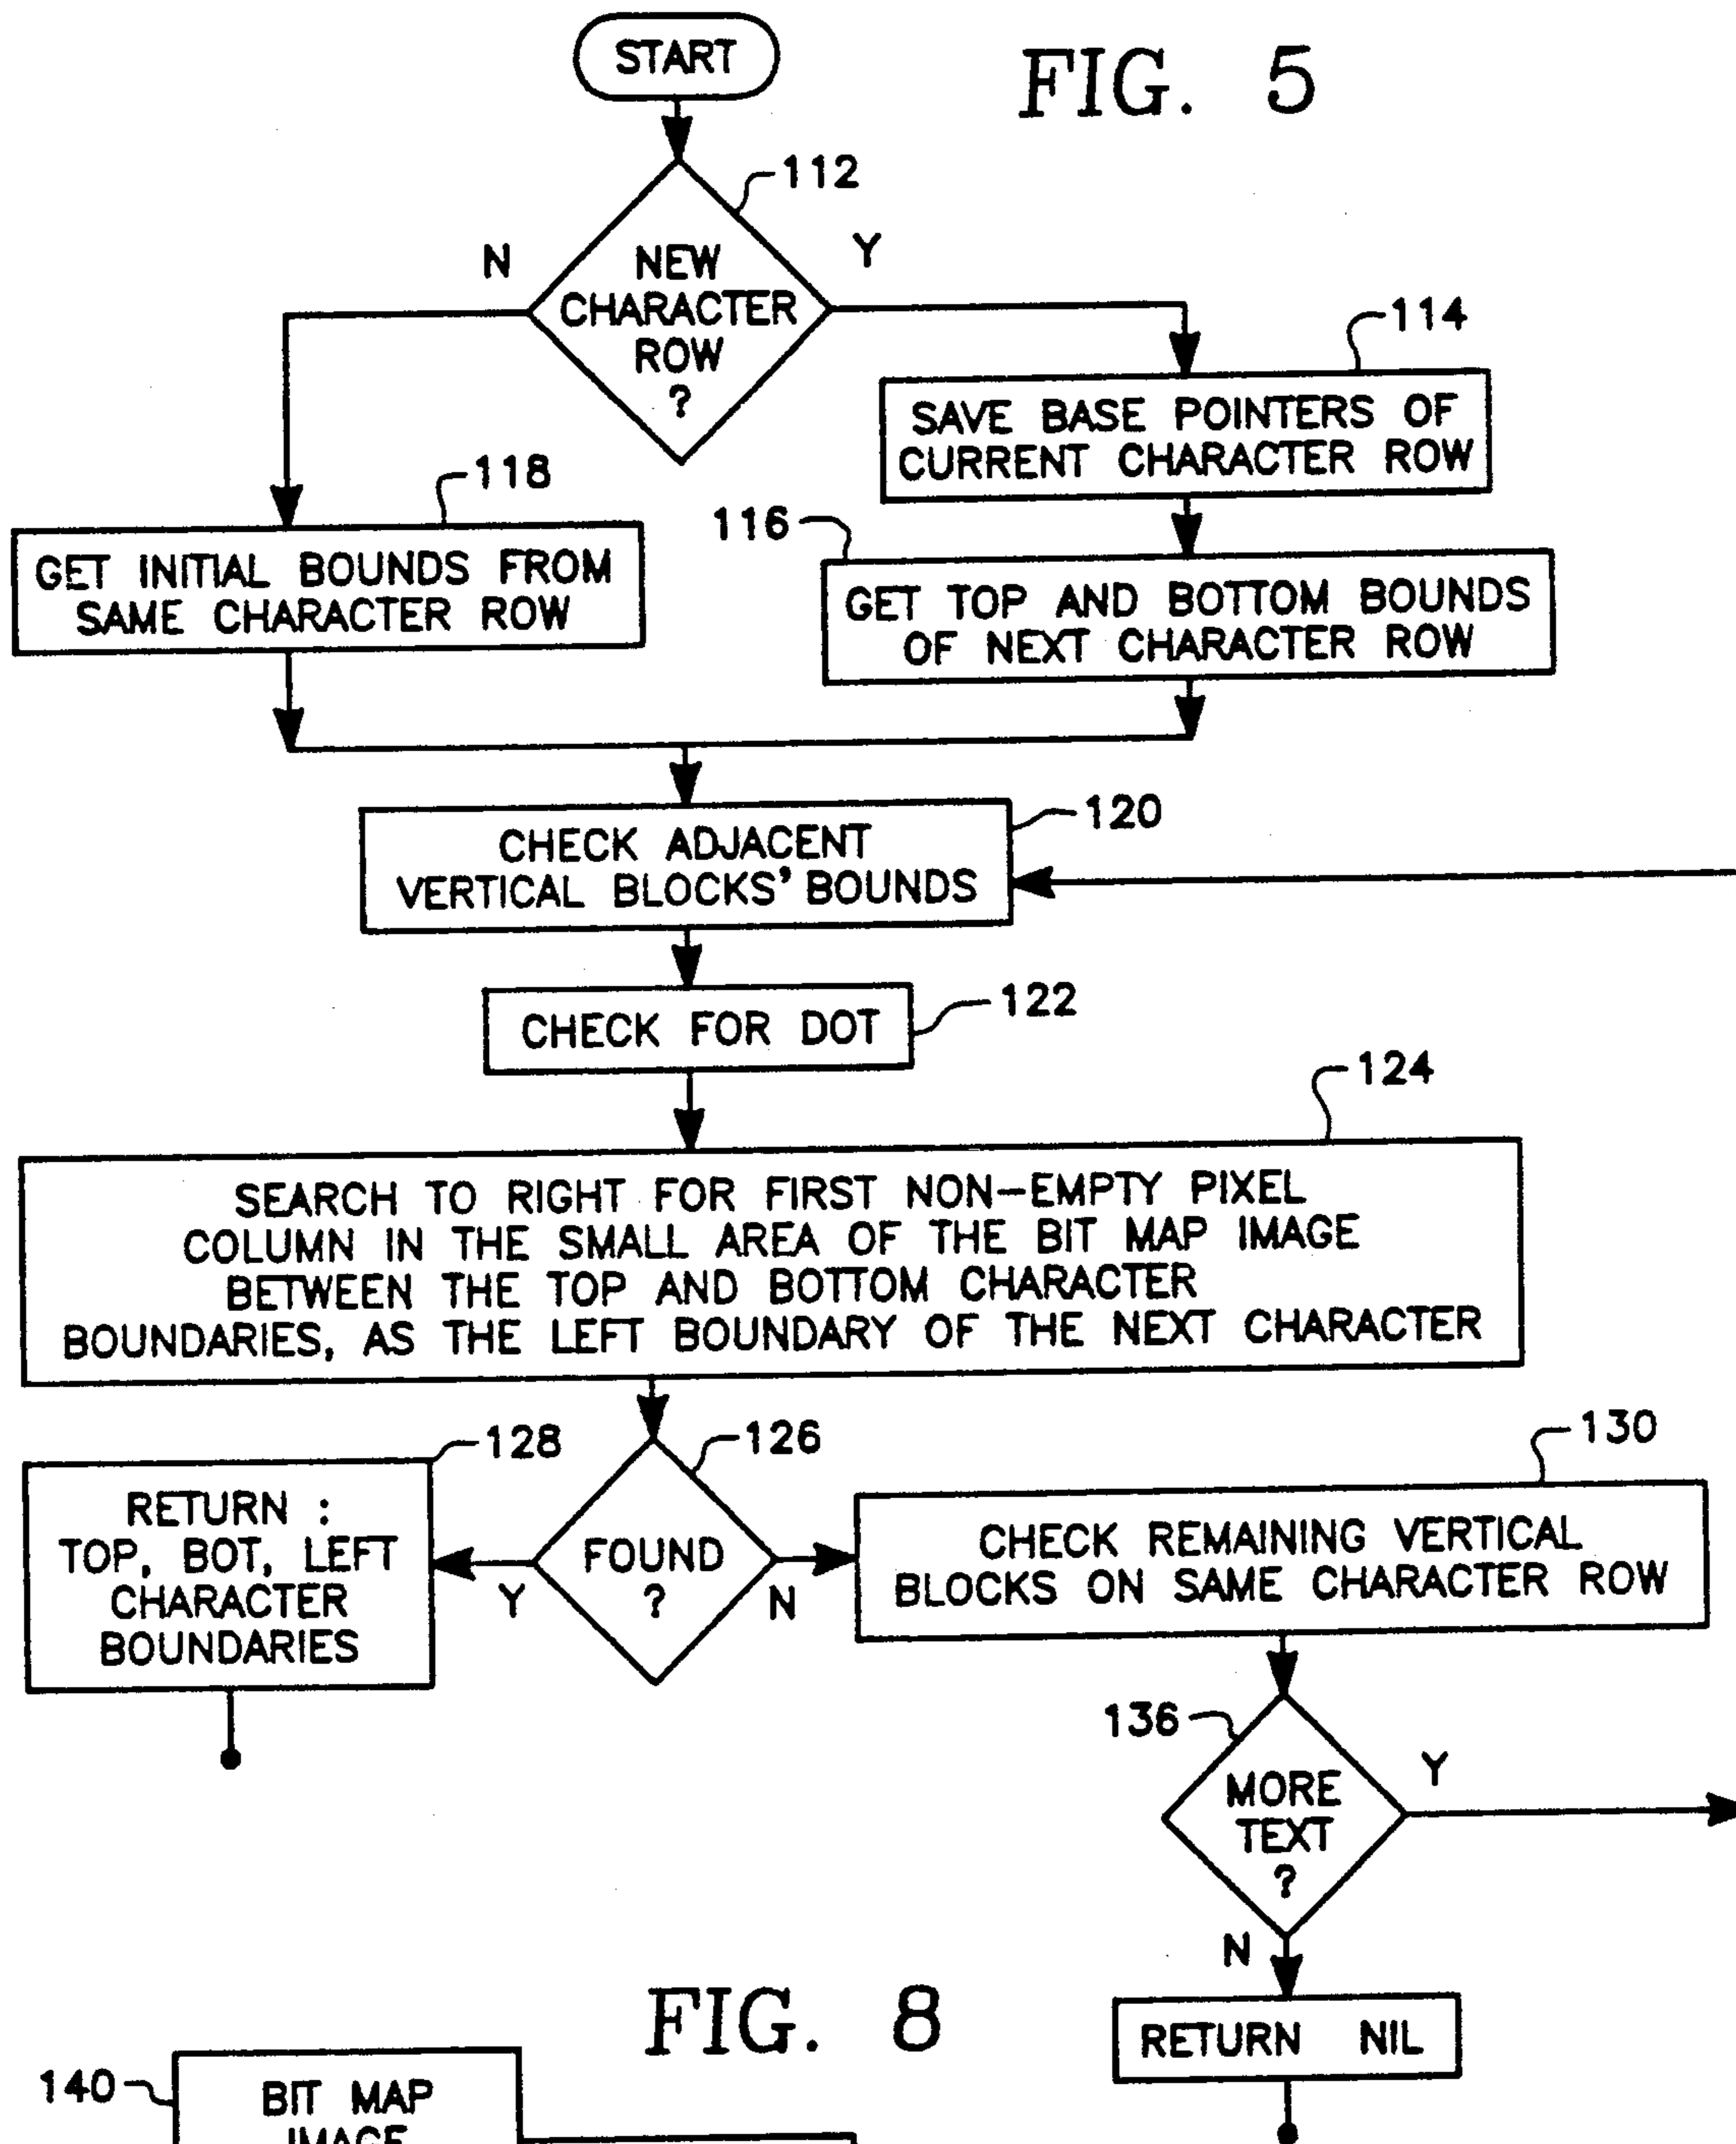 START
FIG. 5
112
N
Y
NEW
CHARACTER
ROW
?
114
SAVE BASE POINTERS OF
CURRENT CHARACTER ROW
118
GET INITIAL BOUNDS FROM
SAME CHARACTER ROW
116
GET TOP AND BOTTOM BOUNDS
OF NEXT CHARACTER ROW
120
CHECK ADJACENT
VERTICAL BLOCKS' BOUNDS
122
CHECK FOR DOT
124
SEARCH TO RIGHT FOR FIRST NON-EMPTY PIXEL
COLUMN IN THE SMALL AREA OF THE BIT MAP IMAGE
BETWEEN THE TOP AND BOTTOM CHARACTER
BOUNDARIES, AS THE LEFT BOUNDARY OF THE NEXT CHARACTER
128
RETURN :
TOP, BOT, LEFT
CHARACTER
BOUNDARIES
126
FOUND
?
Y
N
130
CHECK REMAINING VERTICAL
BLOCKS ON SAME CHARACTER ROW
136
MORE
TEXT
?
Y
N
RETURN NIL
FIG. 8
140
BIT MAP
IMAGE